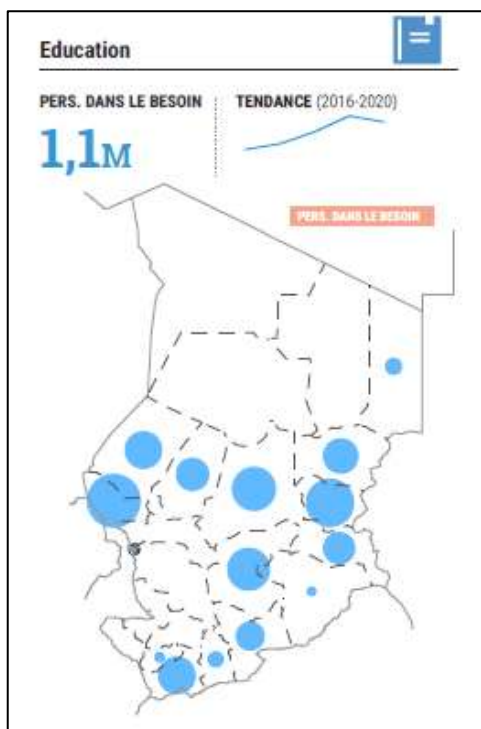 Education
PERS. DANS LE BESOIN
1,1M
TENDANCE (2016-2020)
PERS. DANS LE BESOIN